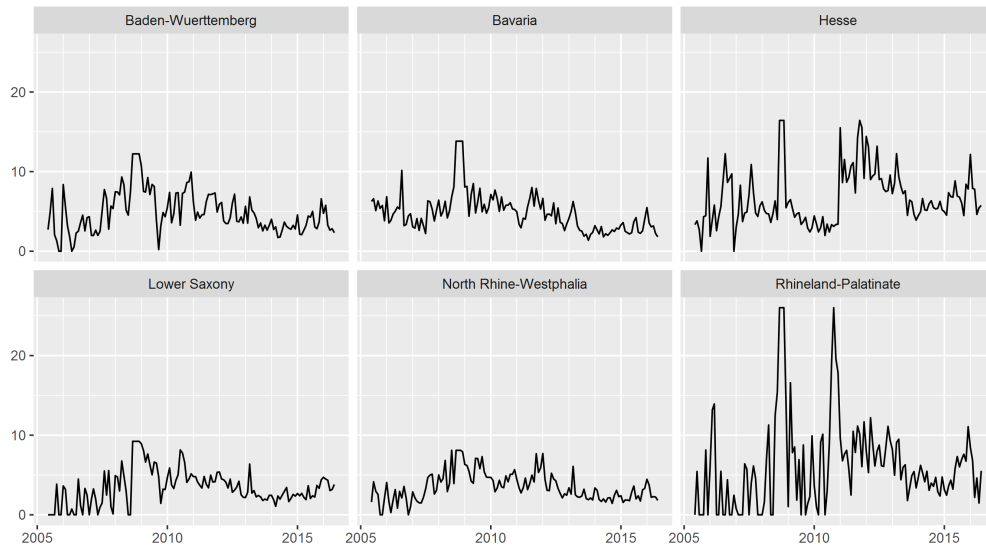 Baden-Wuerttemberg Bavaria Hesse
20
10
0
Lower Saxony North Rhine-Westphalia Rhineland-Palatinate
20
10
0
2005 2010 2015 2005 2010 2015 2005 2010 2015